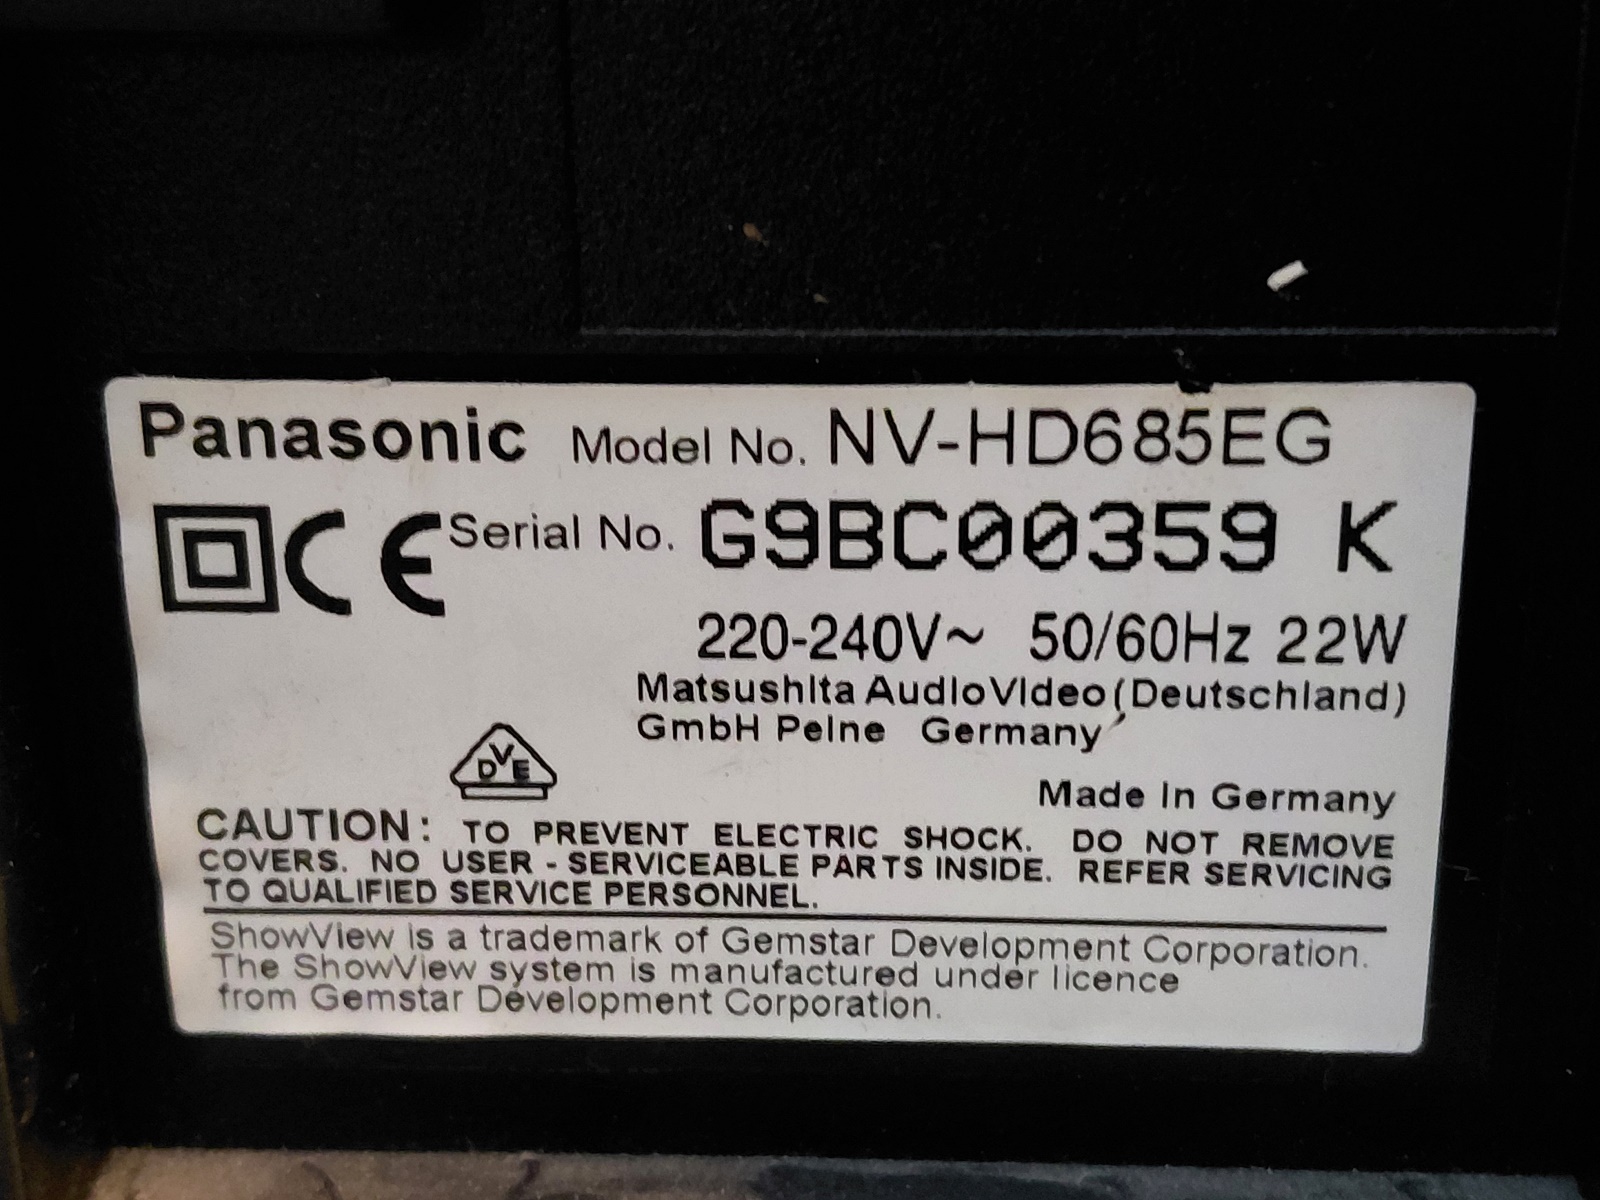 Panasonic Model No. NV-HD685EG
CE Serial No. G9BC00359 K
220-240V~ 50/60Hz 22W
Matsushita Audio Video (Deutschland)
GmbH Peine Germany
DVE
Made in Germany
CAUTION: TO PREVENT ELECTRIC SHOCK. DO NOT REMOVE
COVERS. NO USER - SERVICEABLE PARTS INSIDE. REFER SERVICING
TO QUALIFIED SERVICE PERSONNEL.
ShowView is a trademark of Gemstar Development Corporation.
The ShowView system is manufactured under licence
from Gemstar Development Corporation.